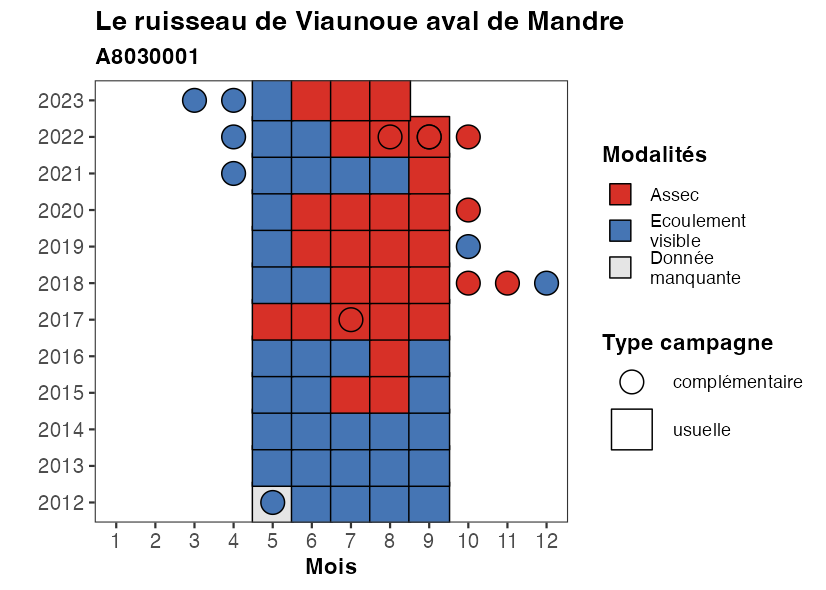 Le ruisseau de Viaunoue aval de Mandre
A8030001
2023
2022
2021
2020
2019
2018
2017
2016
2015
2014
2013
2012
1 2 3 4 5 6 7 8 9 10 11 12
Mois
Modalités
Assec
Ecoulement
visible
Donnée
manquante
Type campagne
complémentaire
usuelle